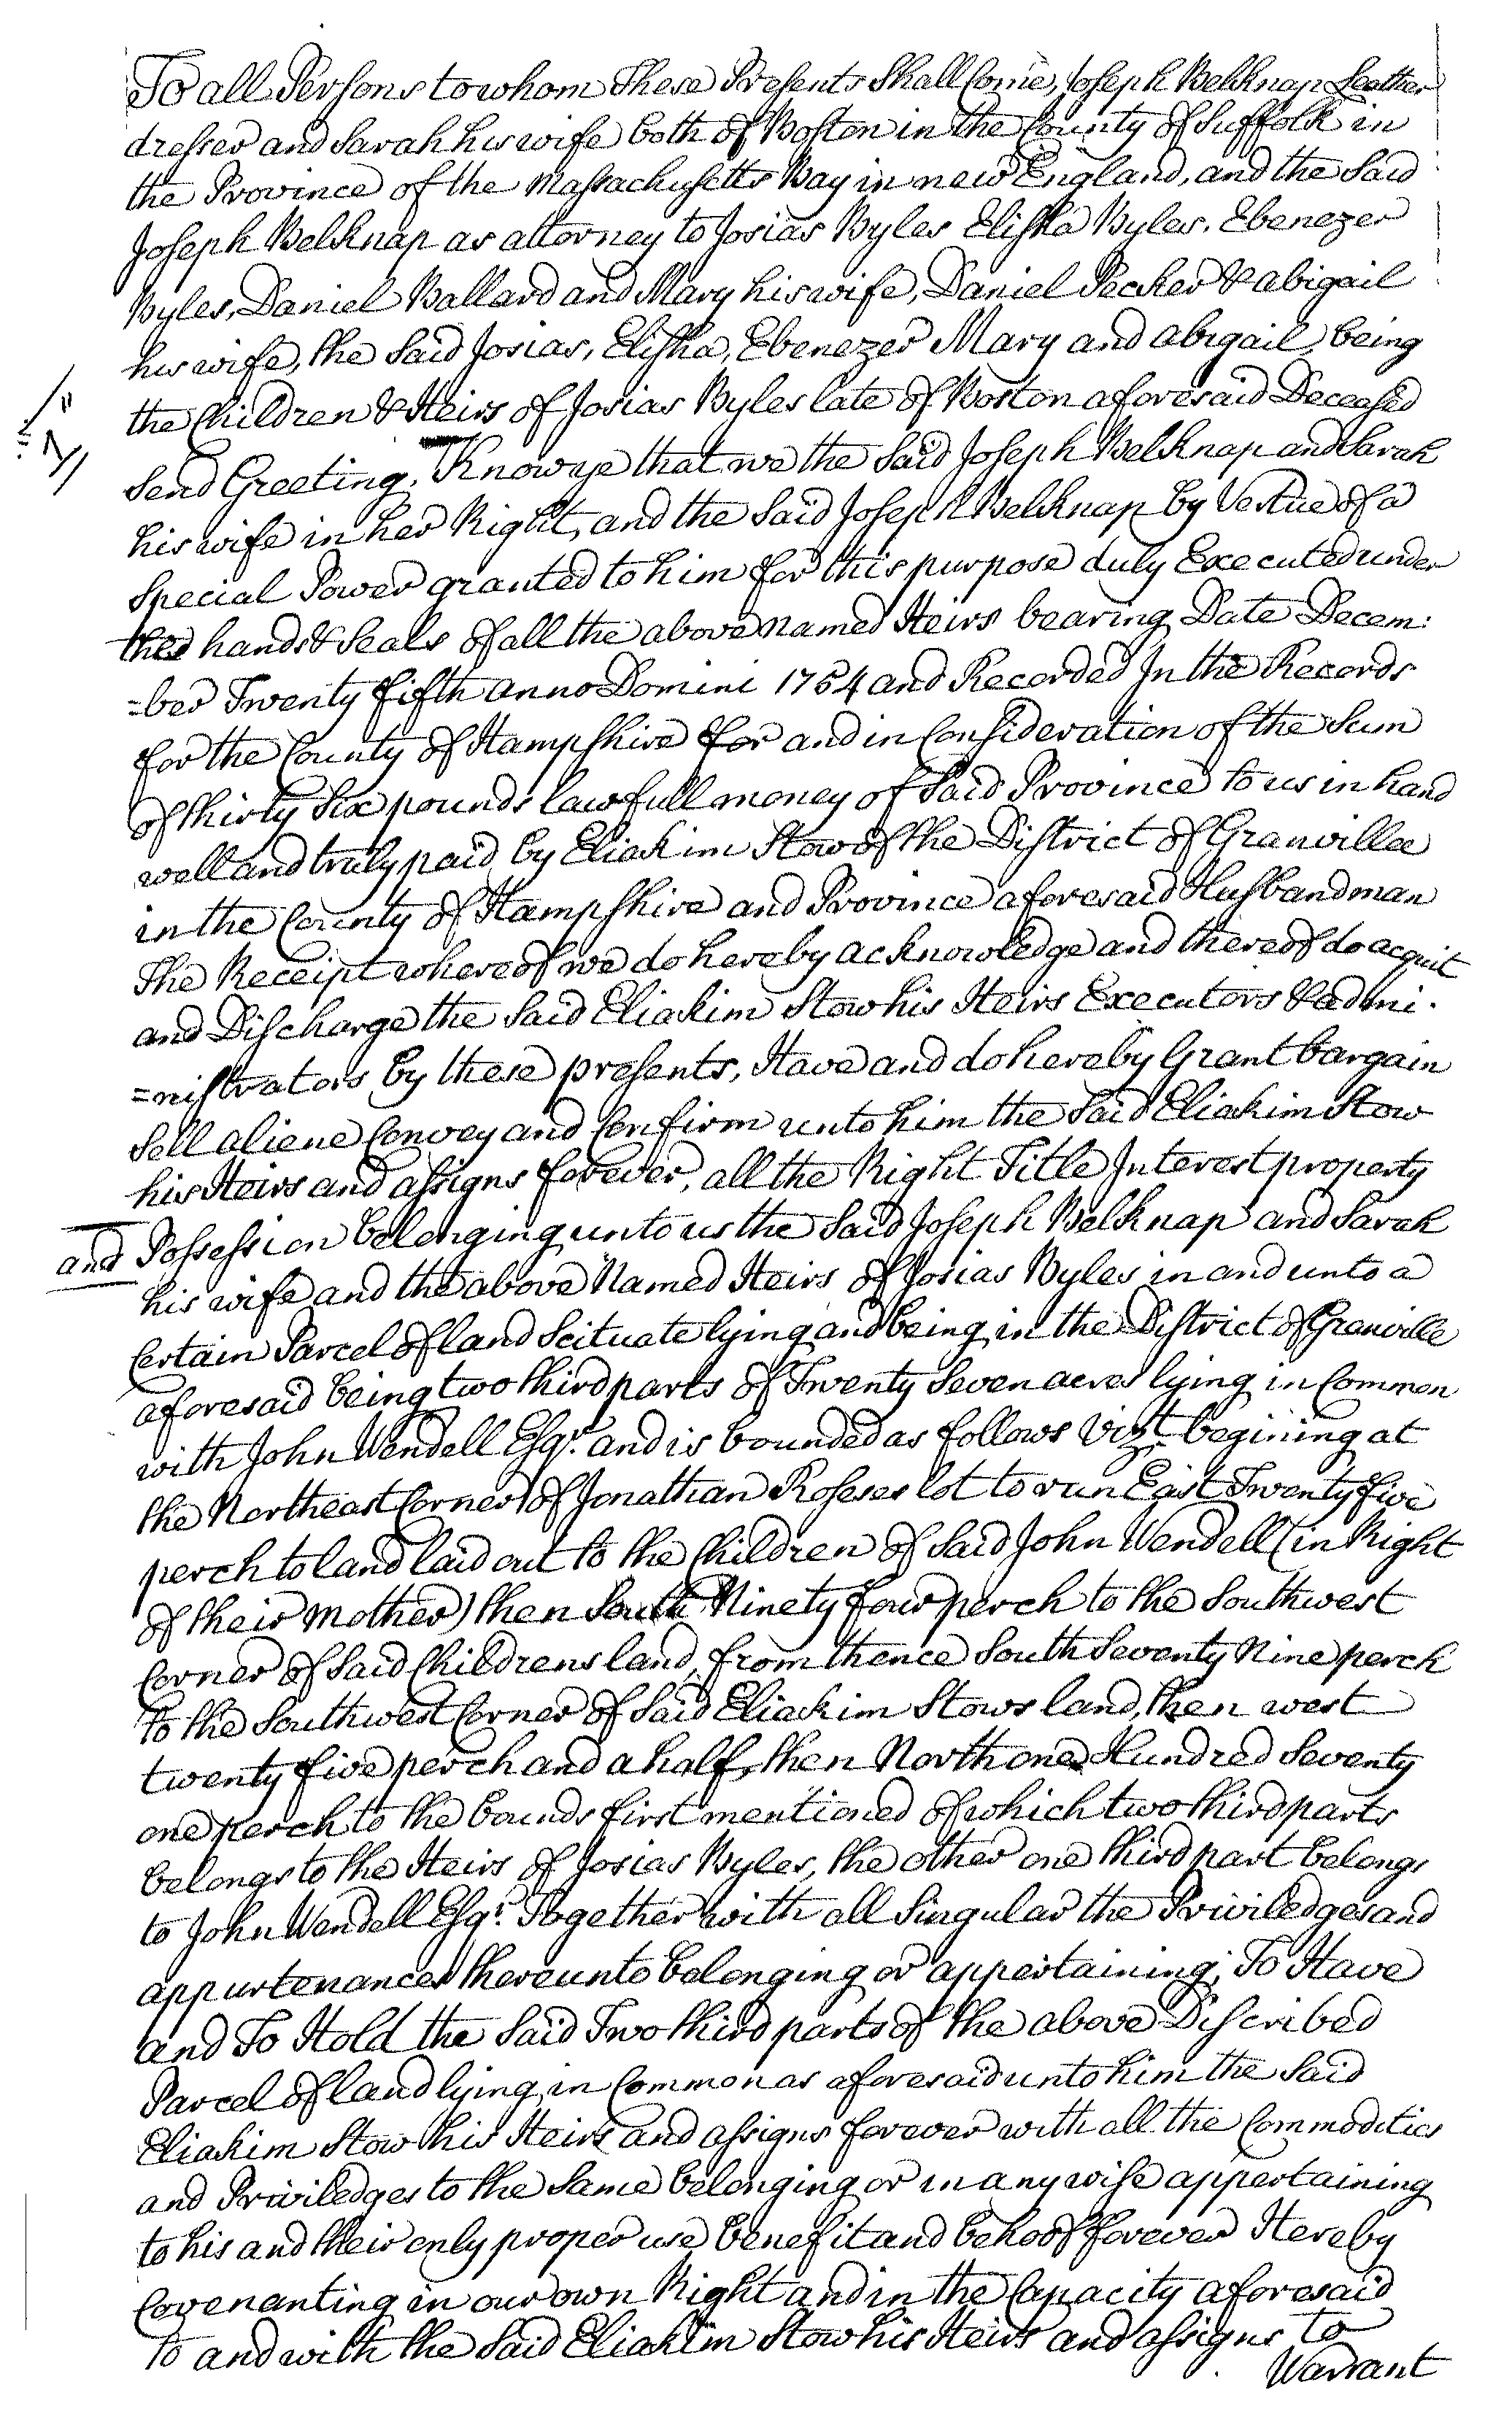 To all Persons to whom These Presents Shall Come, Joseph Belknap Leather
dresser and Sarah his wife both of Boston in the County of Suffolk in
the Province of the Massachusetts Bay in new England, and the Said
Joseph Belknap as attorney to Josias Byles Elisha Byles, Ebenezer
Byles, Daniel Ballard and Mary his wife, Daniel Pecker & abigail
his wife, the Said Josias, Elisha, Ebenezer Mary and abigail, being
the Children & Heirs of Josias Byles late of Boston aforesaid Deceased
Send Greeting, Know ye that we the Said Joseph Belknap and Sarah
his wife in her Right, and the Said Joseph Belknap by Vertue of a
Special Power granted to him for this purpose duly Executed under
the hands & Seals of all the above named Heirs bearing Date Decem:
=ber Twenty fifth anno Domini 1754 and Recorded In the Records
for the County of Hampshire for and in Consideration of the Sum
of thirty Six pounds lawfull money of Said Province to us in hand
well and truly paid by Eliakim Stow of the District of Granville
in the County of Hampshire and Province aforesaid Husbandman
The Receipt whereof we do hereby acknowledge and thereof do acquit
and Discharge the Said Eliakim Stow his Heirs Executors & admi-
=nistrators by these presents, Have and do hereby Grant bargain
Sell aliene Convey and Confirm unto him the Said Eliakim Stow
his Heirs and assigns forever, all the Right Title Interest property
and Possession belonging unto us the Said Joseph Belknap and Sarah
his wife and the above Named Heirs of Josias Byles in and unto a
Certain Parcel of land Scituate lying and being in the District of Granville
aforesaid being two third parts of Twenty Seven acres lying in Common
with John Wendell Esqr. and is bounded as follows Vizt. begining at
the Northeast Corner of Jonathan Roseses lot to run East Twenty five
perch to land laid out to the Children of Said John Wendell (in Right
of their Mother) then South Ninety four perch to the Southwest
Corner of Said Childrens land, from thence South Seventy Nine perch
to the Southwest Corner of Said Eliakim Stows land, then west
twenty five perch and a half, then North one Hundred Seventy
one perch to the bounds first mentioned of which two third parts
belongs to the Heirs of Josias Byles, the other one third part belongs
to John Wendell Esqr. Together with all Singular the Priviledges and
appurtenances thereunto belonging or appertaining; To Have
and To Hold the Said Two third parts of the above Discribed
Parcel of land lying in Common as aforesaid unto him the Said
Eliakim Stow his Heirs and assigns forever with all the Commodities
and Priviledges to the Same belonging or in any wise appertaining
to his and their only proper use benefit and behoof forever Hereby
Covenanting in our own Right and in the Capacity aforesaid
to and with the Said Eliakim Stow his Heirs and assigns to
Warrant